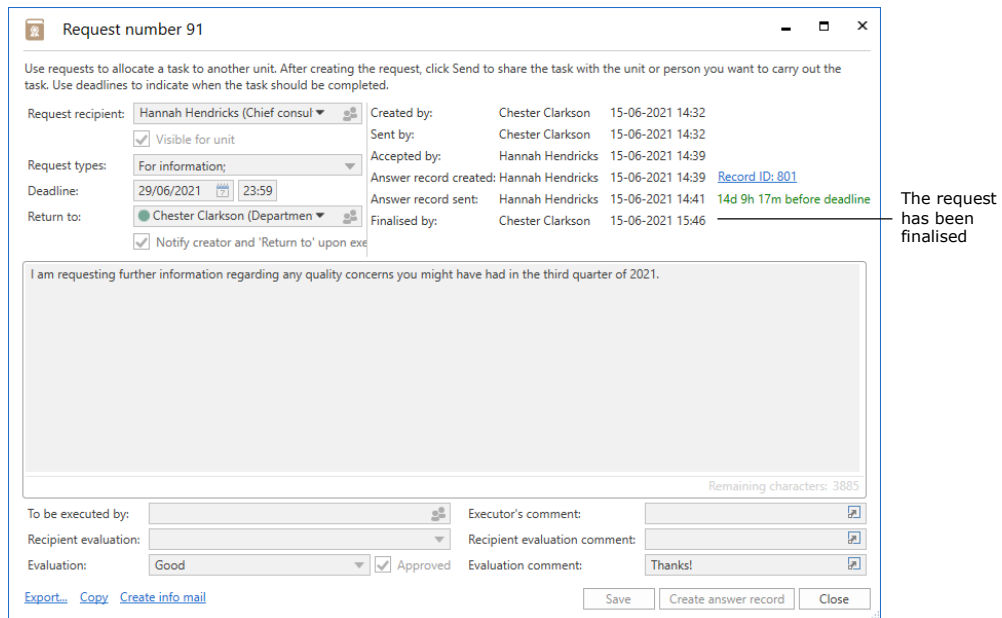 Request number 91
Use requests to allocate a task to another unit. After creating the request, click Send to share the task with the unit or person you want to carry out the
task. Use deadlines to indicate when the task should be completed.
Request recipient: Hannah Hendricks (Chief consul
Visible for unit
Request types: For information;
Deadline: 29/06/2021 23:59
Return to: Chester Clarkson (Departmen
Notify creator and 'Return to' upon exe
Created by: Chester Clarkson 15-06-2021 14:32
Sent by: Chester Clarkson 15-06-2021 14:32
Accepted by: Hannah Hendricks 15-06-2021 14:39
Answer record created: Hannah Hendricks 15-06-2021 14:39 Record ID: 801
Answer record sent: Hannah Hendricks 15-06-2021 14:41 14d 9h 17m before deadline
Finalised by: Chester Clarkson 15-06-2021 15:46
The request
has been
finalised
I am requesting further information regarding any quality concerns you might have had in the third quarter of 2021.
Remaining characters: 3885
To be executed by: Executor's comment:
Recipient evaluation: Recipient evaluation comment:
Evaluation: Good Approved Evaluation comment: Thanks!
Export... Copy Create info mail Save Create answer record Close